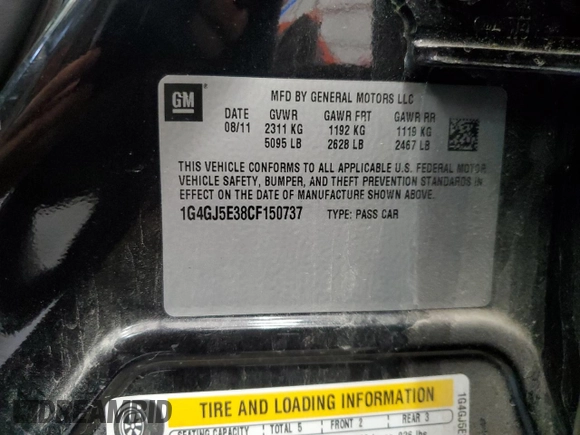 GM
MFD BY GENERAL MOTORS LLC
DATE GVWR GAWR FRT GAWR RR
08/11 2311 KG 1192 KG 1119 KG
5095 LB 2628 LB 2467 LB
THIS VEHICLE CONFORMS TO ALL APPLICABLE U.S. FEDERAL MOTOR
VEHICLE SAFETY, BUMPER, AND THEFT PREVENTION STANDARDS IN
EFFECT ON THE DATE OF MANUFACTURE SHOWN ABOVE.
1G4GJ5E38CF150737 TYPE: PASS CAR
TIRE AND LOADING INFORMATION
SEATING CAPACITY TOTAL 5 FRONT 2 REAR 3
1G4GJ5E